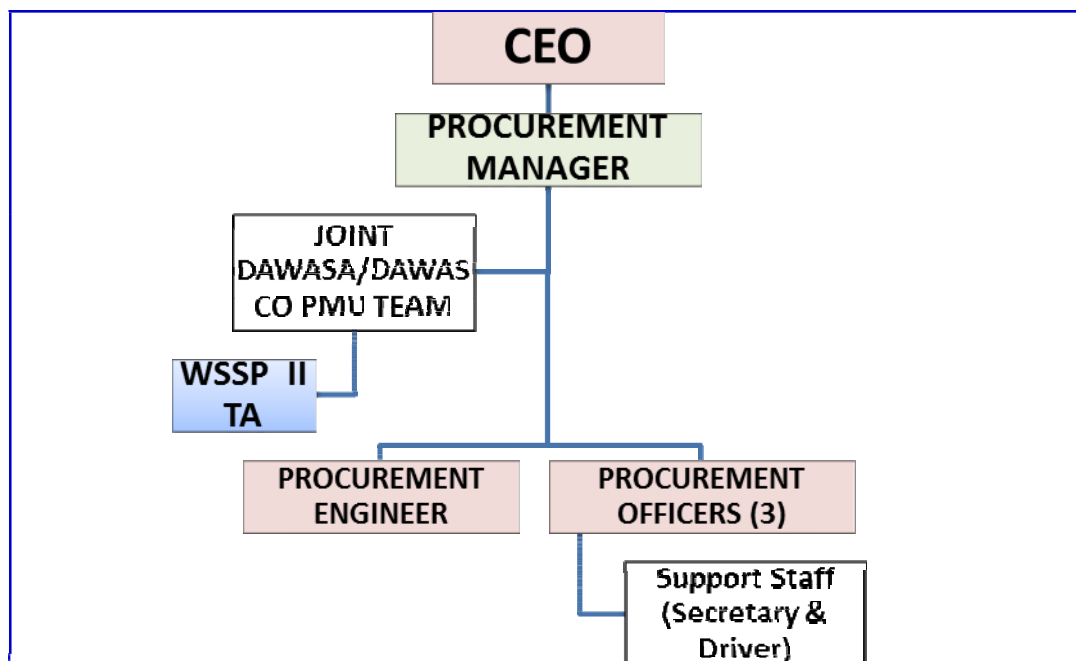 CEO
PROCUREMENT
MANAGER
JOINT
DAWASA/DAWAS
CO PMU TEAM
WSSP II
TA
PROCUREMENT
ENGINEER
PROCUREMENT
OFFICERS (3)
Support Staff
(Secretary &
Driver)